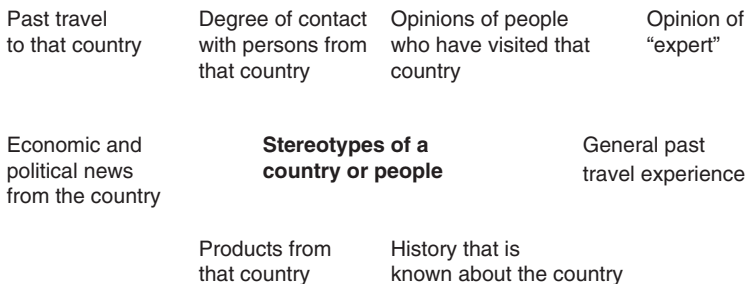 Past travel
to that country
Degree of contact
with persons from
that country
Opinions of people
who have visited that
country
Opinion of
“expert”
Economic and
political news
from the country
Stereotypes of a
country or people
General past
travel experience
Products from
that country
History that is
known about the country